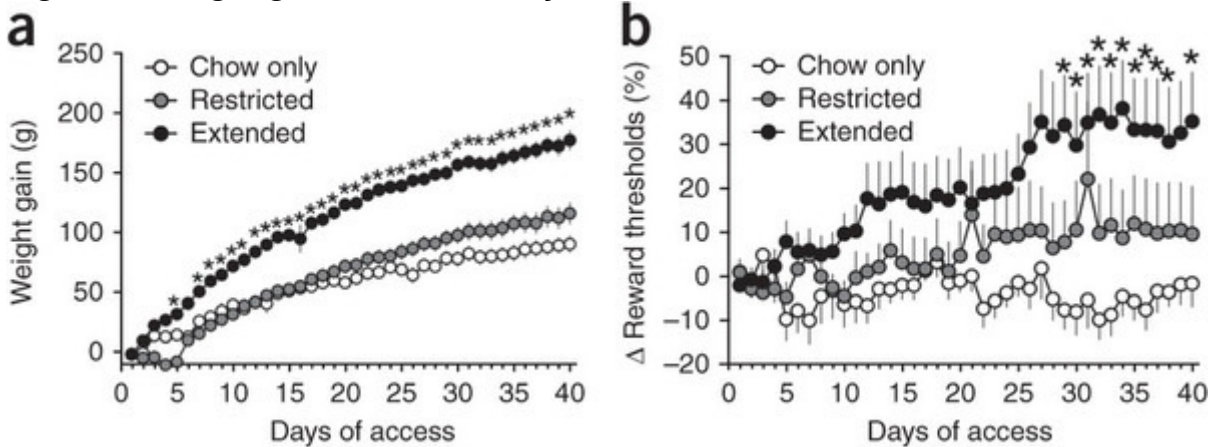 a
250
200
150
100
50
0
Weight gain (g)
Chow only
Restricted
Extended
0 5 10 15 20 25 30 35 40
Days of access
b
50
40
30
20
10
0
−10
−20
Δ Reward thresholds (%)
Chow only
Restricted
Extended
0 5 10 15 20 25 30 35 40
Days of access